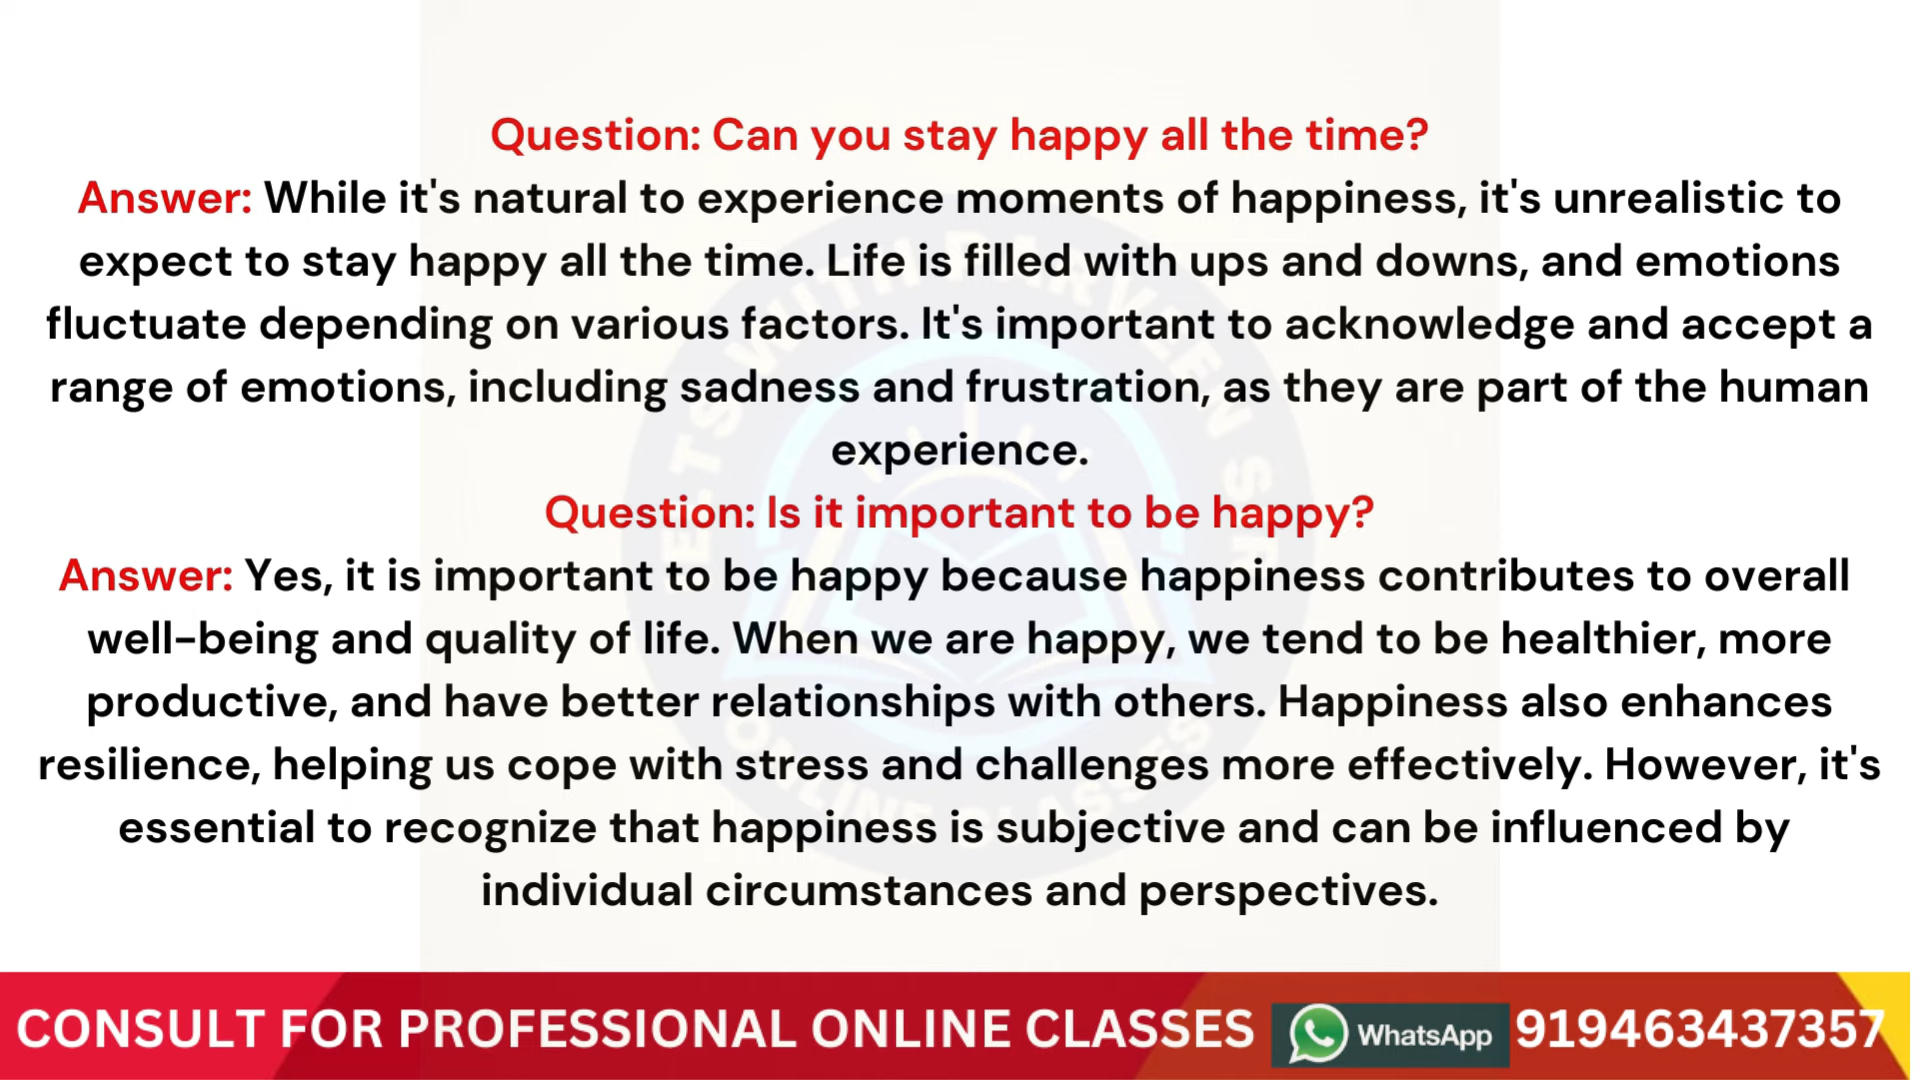 Question: Can you stay happy all the time?
Answer: While it's natural to experience moments of happiness, it's unrealistic to
expect to stay happy all the time. Life is filled with ups and downs, and emotions
fluctuate depending on various factors. It's important to acknowledge and accept a
range of emotions, including sadness and frustration, as they are part of the human
experience.
Question: Is it important to be happy?
Answer: Yes, it is important to be happy because happiness contributes to overall
well-being and quality of life. When we are happy, we tend to be healthier, more
productive, and have better relationships with others. Happiness also enhances
resilience, helping us cope with stress and challenges more effectively. However, it's
essential to recognize that happiness is subjective and can be influenced by
individual circumstances and perspectives.
CONSULT FOR PROFESSIONAL ONLINE CLASSES WhatsApp 919463437357
ONLINE CLASSES